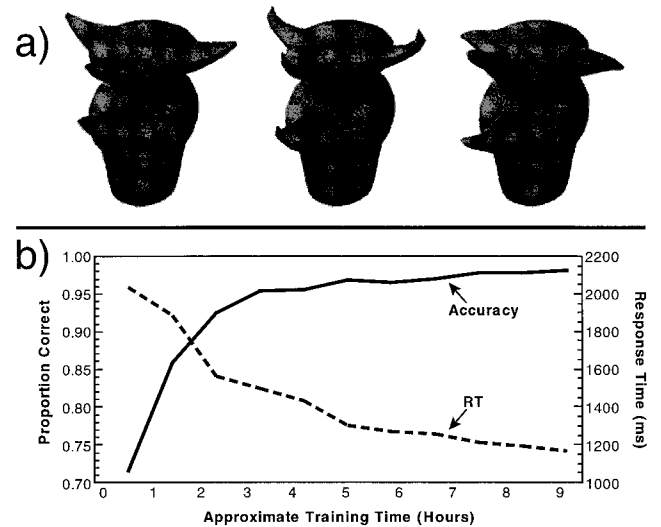 a)
b)
1.00
0.95
0.90
0.85
0.80
0.75
0.70
Proportion Correct
2200
2000
1800
1600
1400
1200
1000
Response Time (ms)
Accuracy
RT
0 1 2 3 4 5 6 7 8 9
Approximate Training Time (Hours)